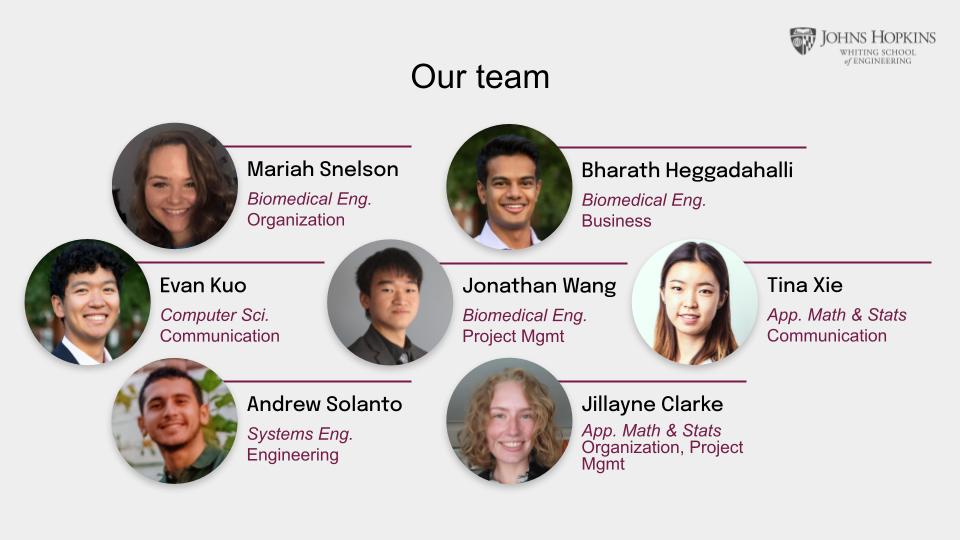 JOHNS HOPKINS
WHITING SCHOOL
of ENGINEERING
Our team
Mariah Snelson
Biomedical Eng.
Organization
Bharath Heggadahalli
Biomedical Eng.
Business
Evan Kuo
Computer Sci.
Communication
Jonathan Wang
Biomedical Eng.
Project Mgmt
Tina Xie
App. Math & Stats
Communication
Andrew Solanto
Systems Eng.
Engineering
Jillayne Clarke
App. Math & Stats
Organization, Project
Mgmt